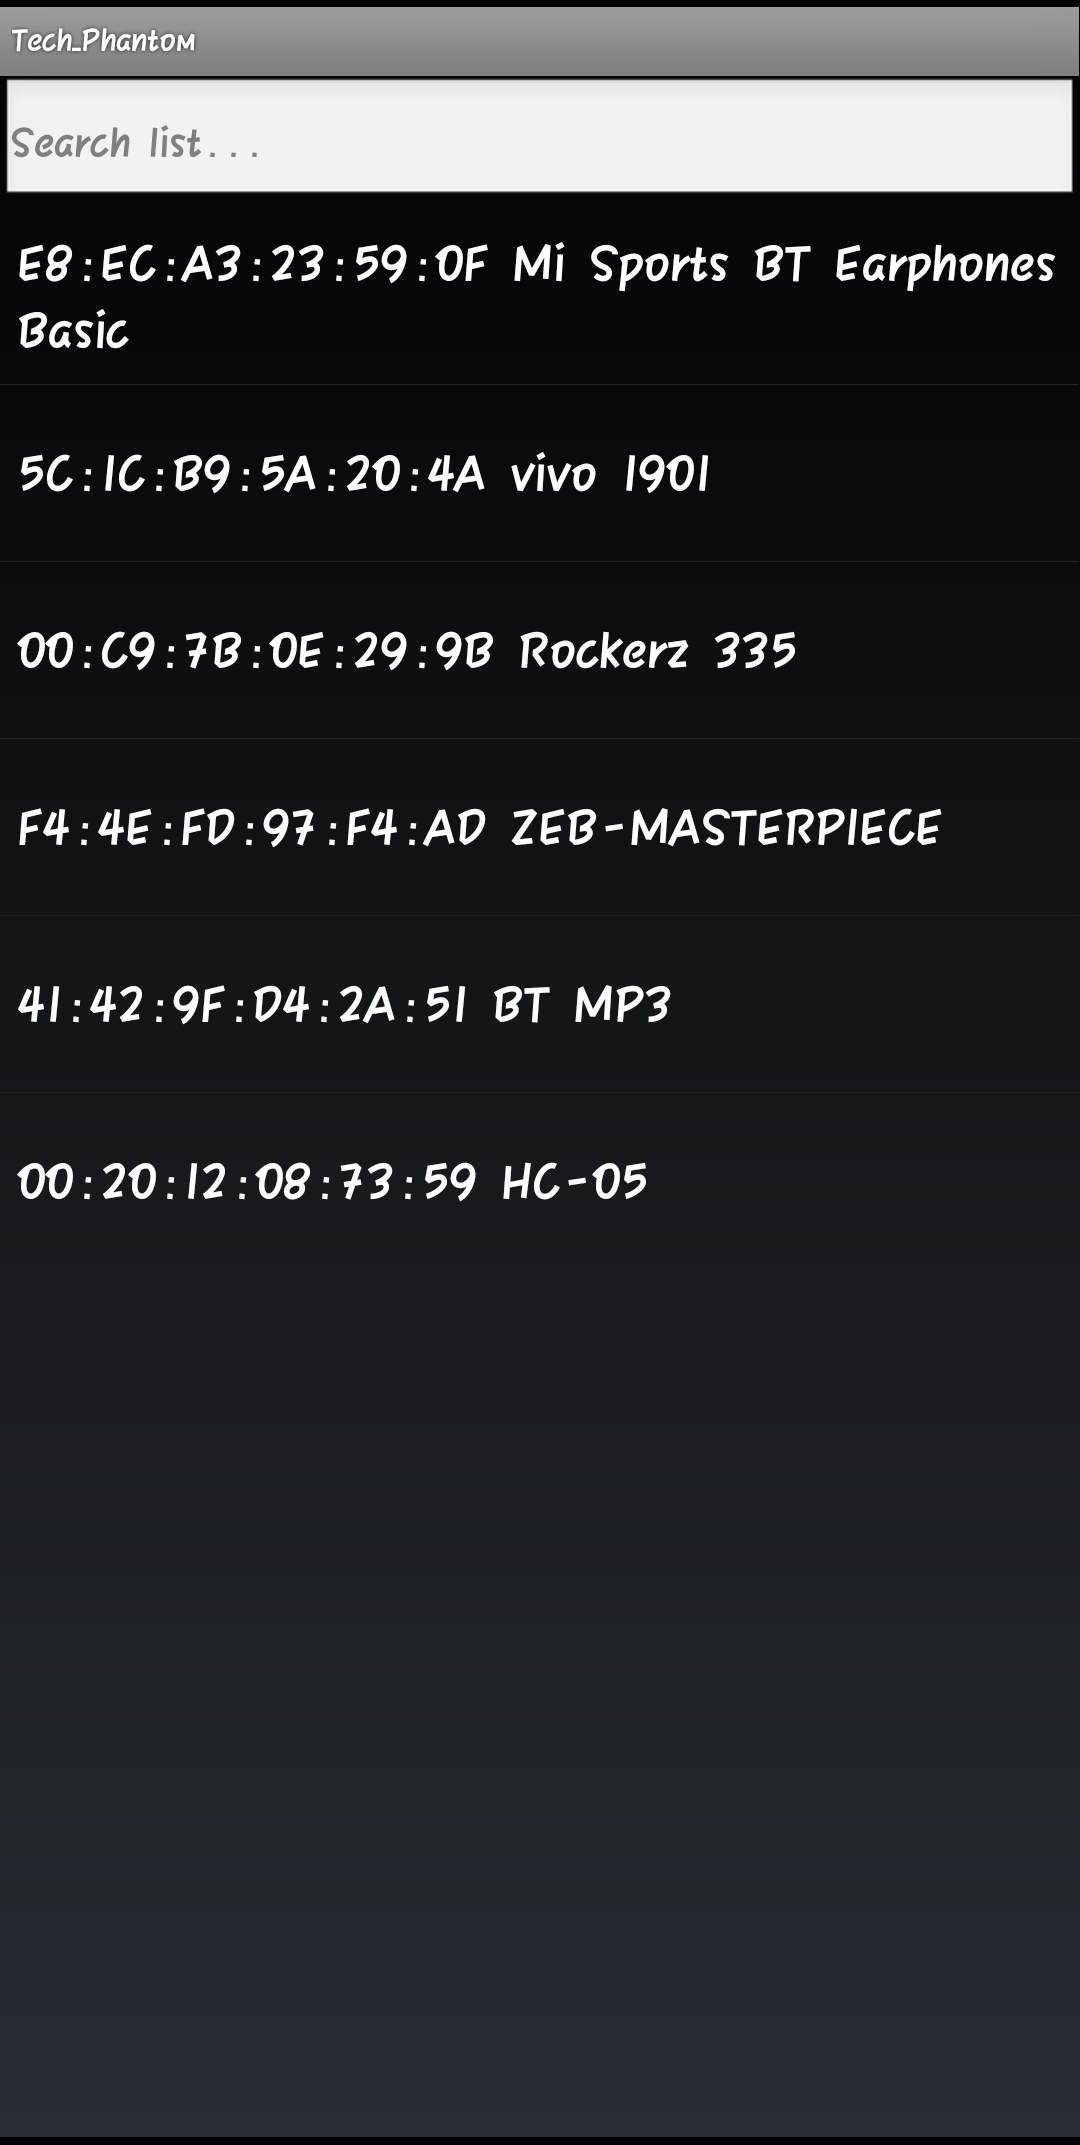 Tech_Phantom
Search list...
E8:EC:A3:23:59:0F Mi Sports BT Earphones
Basic
5C:1C:B9:5A:20:4A vivo 1901
00:C9:7B:0E:29:9B Rockerz 335
F4:4E:FD:97:F4:AD ZEB-MASTERPIECE
41:42:9F:D4:2A:51 BT MP3
00:20:12:08:73:59 HC-05